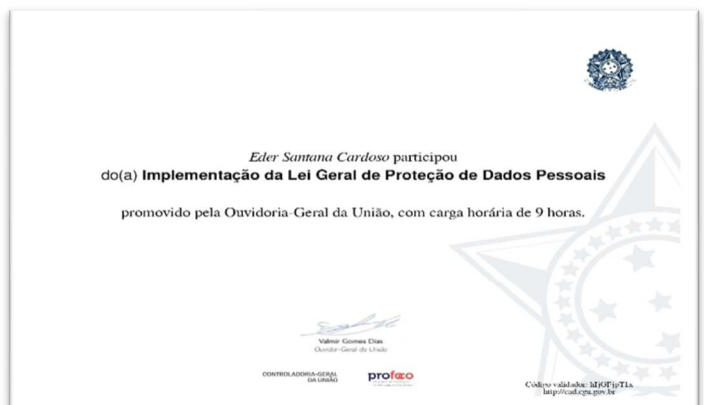 Eder Santana Cardoso participou
do(a) Implementação da Lei Geral de Proteção de Dados Pessoais
promovido pela Ouvidoria-Geral da União, com carga horária de 9 horas.
Valmir Gomes Dias
Ouvidor-Geral da União
CONTROLADORIA-GERAL
DA UNIÃO
profoco
Código validador:
http://cad.cgu.gov.br